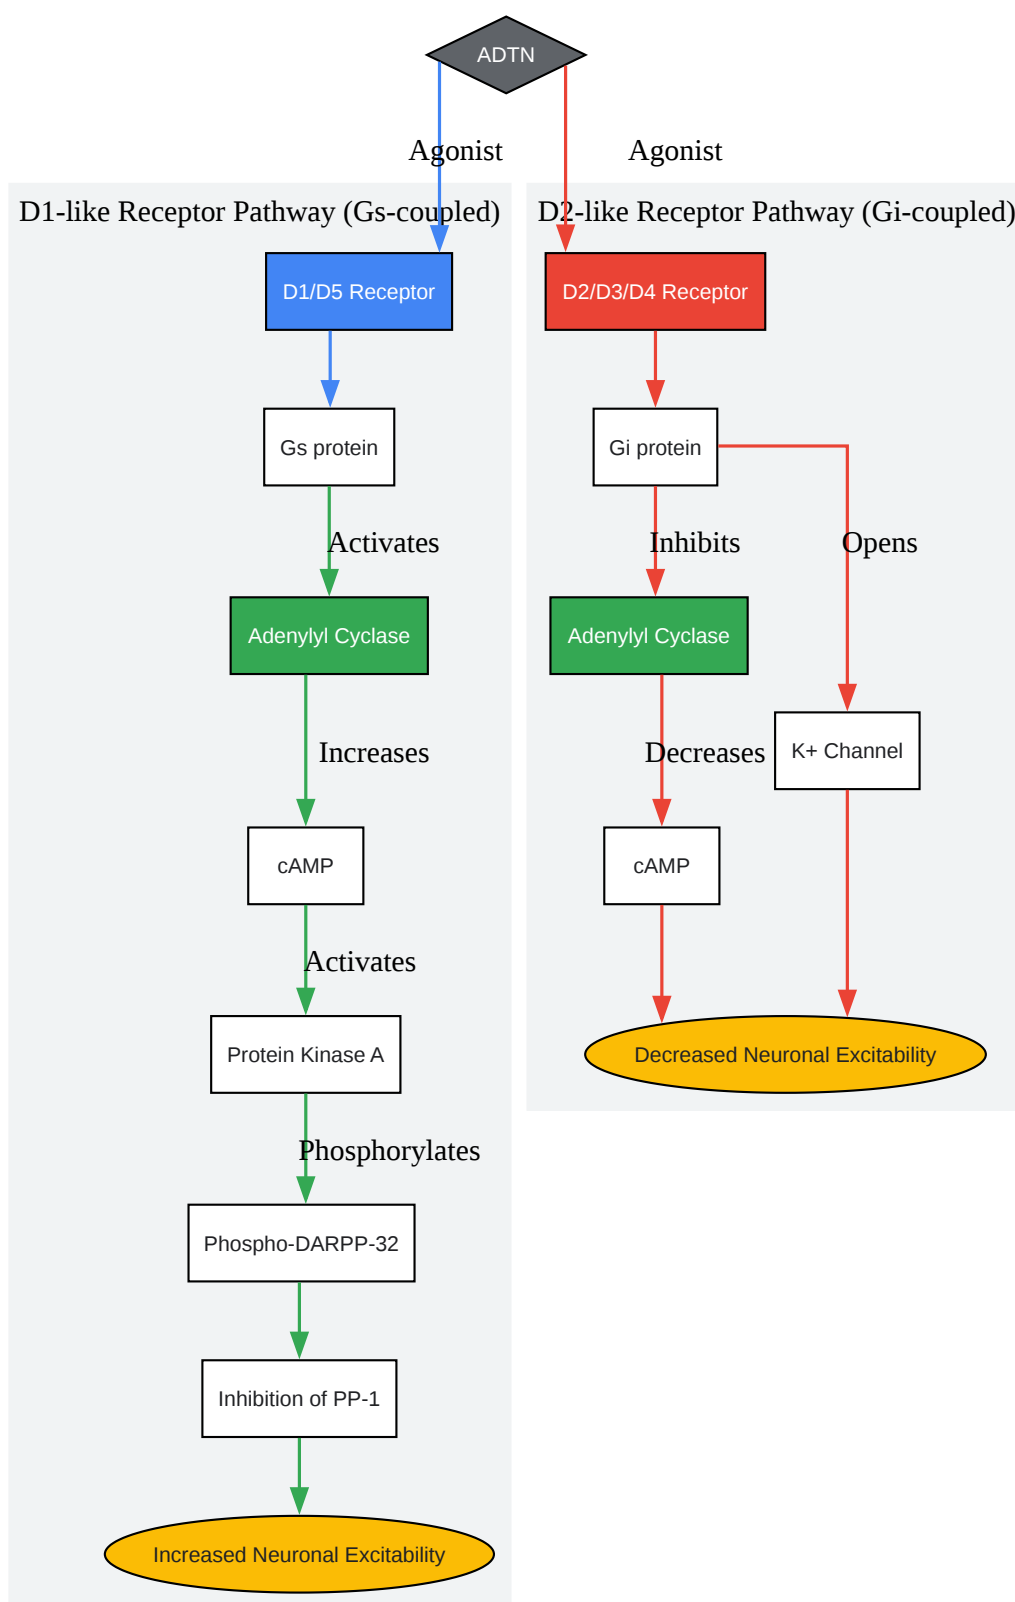 ADTN
Agonist
Agonist
D1-like Receptor Pathway (Gs-coupled)
D2-like Receptor Pathway (Gi-coupled)
D1/D5 Receptor
D2/D3/D4 Receptor
Gs protein
Gi protein
Activates
Inhibits
Opens
Adenylyl Cyclase
Adenylyl Cyclase
Increases
Decreases
K+ Channel
cAMP
cAMP
Activates
Protein Kinase A
Decreased Neuronal Excitability
Phosphorylates
Phospho-DARPP-32
Inhibition of PP-1
Increased Neuronal Excitability